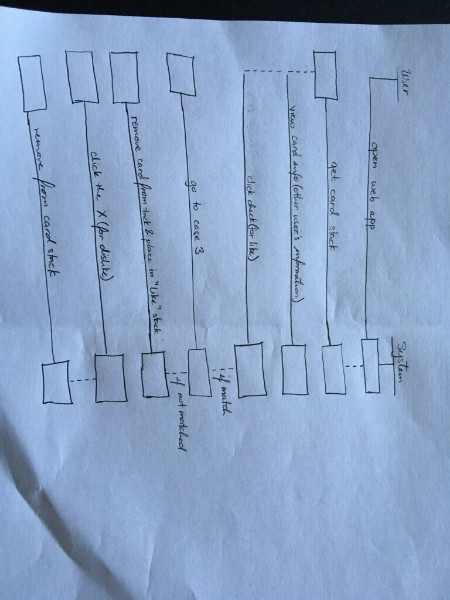 User
System
open web app
get card stack
view card info (other user's information)
click check (for like)
if match
go to case 3
if not matched
remove card from stack & place in "like" stack
click the X (for dislike)
remove from card stack